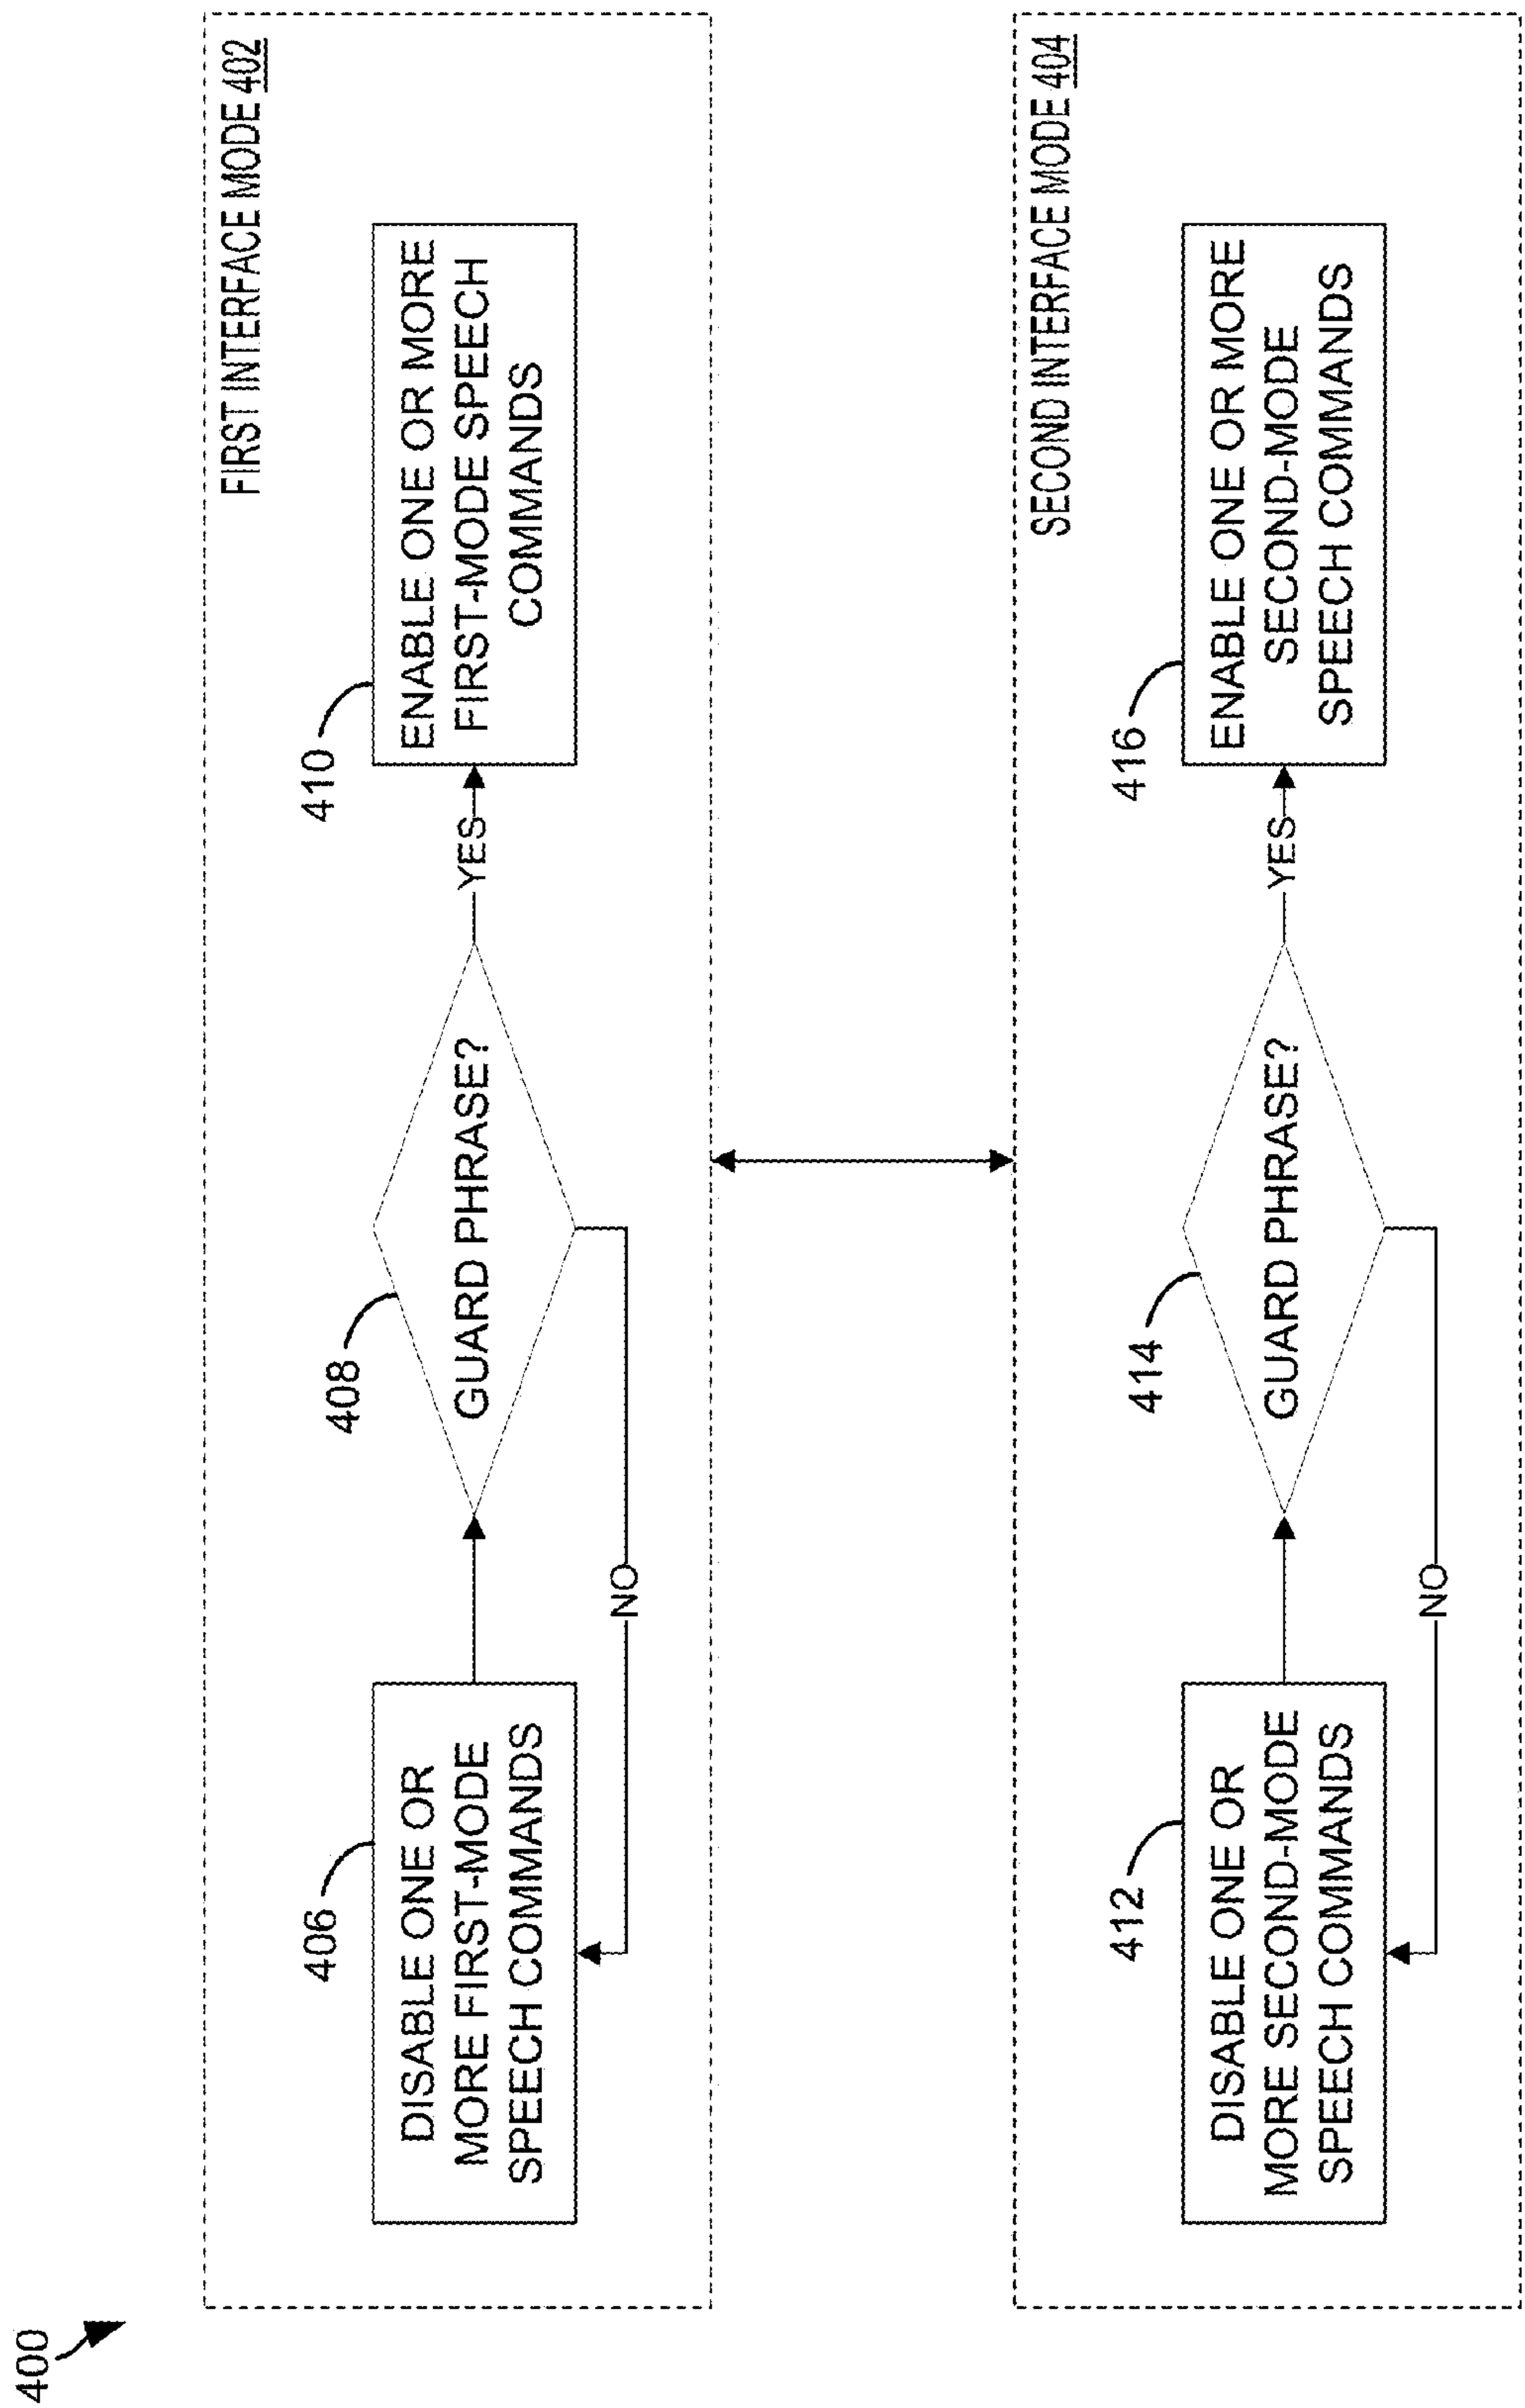 400
FIRST INTERFACE MODE 402
406
DISABLE ONE OR
MORE FIRST-MODE
SPEECH COMMANDS
408
GUARD PHRASE?
NO
YES
410
ENABLE ONE OR MORE
FIRST-MODE SPEECH
COMMANDS
SECOND INTERFACE MODE 404
412
DISABLE ONE OR
MORE SECOND-MODE
SPEECH COMMANDS
414
GUARD PHRASE?
NO
YES
416
ENABLE ONE OR MORE
SECOND-MODE
SPEECH COMMANDS